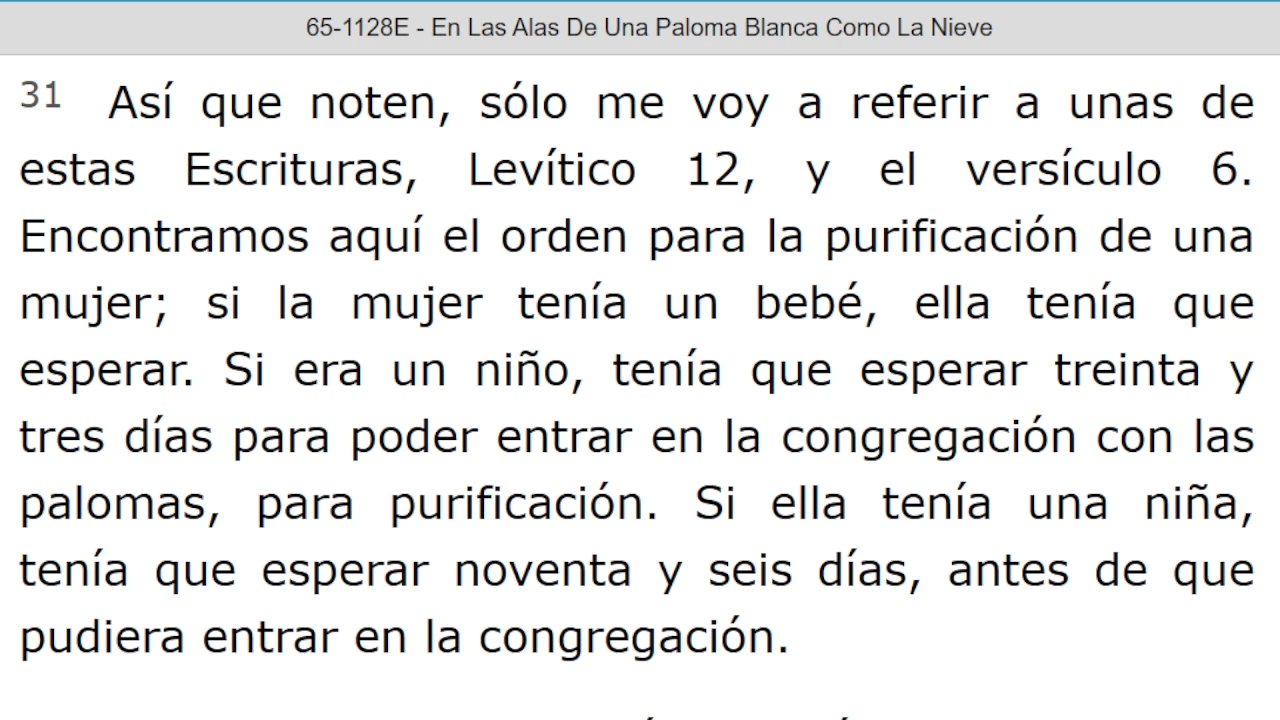 65-1128E - En Las Alas De Una Paloma Blanca Como La Nieve
31 Así que noten, sólo me voy a referir a unas de
estas Escrituras, Levítico 12, y el versículo 6.
Encontramos aquí el orden para la purificación de una
mujer; si la mujer tenía un bebé, ella tenía que
esperar. Si era un niño, tenía que esperar treinta y
tres días para poder entrar en la congregación con las
palomas, para purificación. Si ella tenía una niña,
tenía que esperar noventa y seis días, antes de que
pudiera entrar en la congregación.